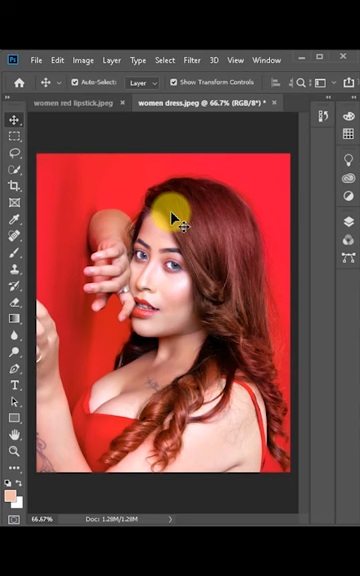 Ps File Edit Image Layer Type Select Filter 3D View Window
Auto-Select: Layer Show Transform Controls
women red lipstick.jpeg × women dress.jpeg @ 66.7% (RGB/8*) * ×
T
66.67% Doc: 1.28M/1.28M